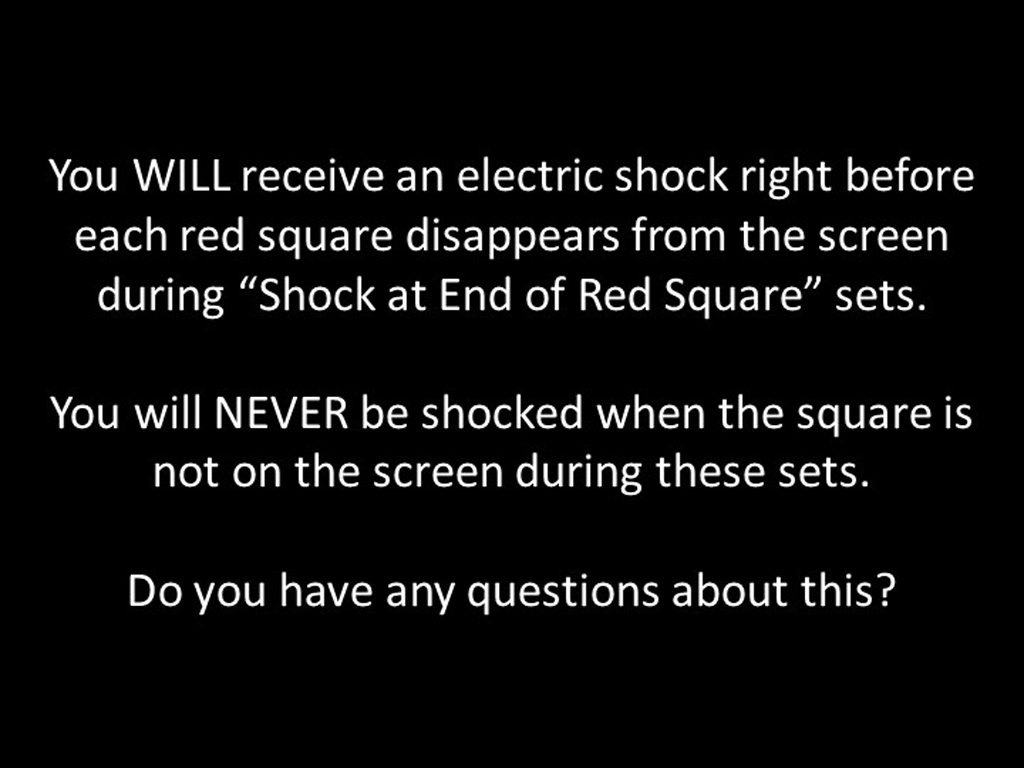 You WILL receive an electric shock right before
each red square disappears from the screen
during “Shock at End of Red Square” sets.
You will NEVER be shocked when the square is
not on the screen during these sets.
Do you have any questions about this?